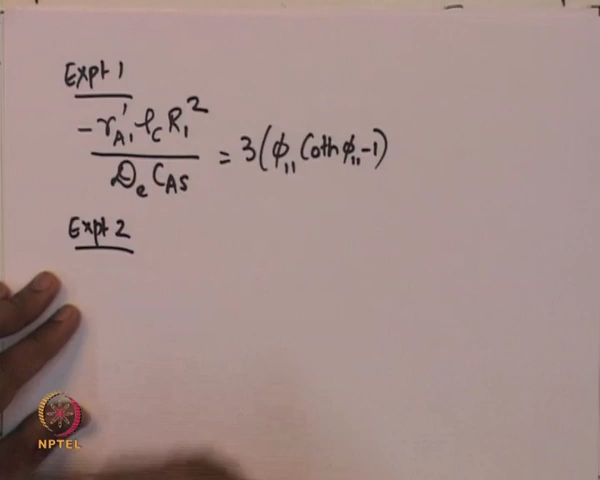 Expt 1
-r'A1 ρc R1² / De CAS = 3(ϕ11 Coth ϕ11 -1)
Expt 2
NPTEL